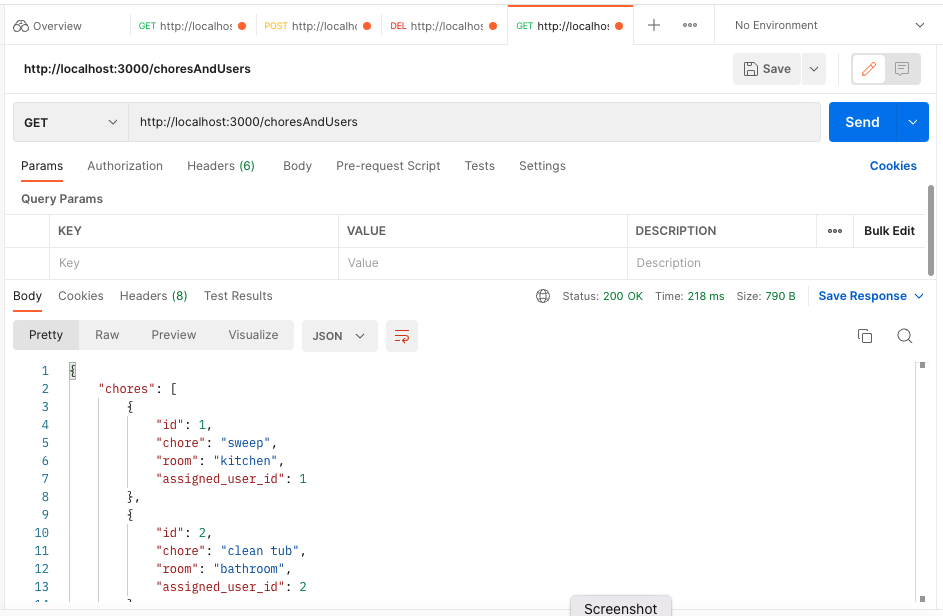 Overview GET http://localhos POST http://localhc DEL http://localhos GET http://localhos + ••• No Environment
http://localhost:3000/choresAndUsers Save
GET http://localhost:3000/choresAndUsers Send
Params Authorization Headers (6) Body Pre-request Script Tests Settings Cookies
Query Params
KEY VALUE DESCRIPTION ••• Bulk Edit
Key Value Description
Body Cookies Headers (8) Test Results Status: 200 OK Time: 218 ms Size: 790 B Save Response
Pretty Raw Preview Visualize JSON
1 {
2 "chores": [
3 {
4 "id": 1,
5 "chore": "sweep",
6 "room": "kitchen",
7 "assigned_user_id": 1
8 },
9 {
10 "id": 2,
11 "chore": "clean tub",
12 "room": "bathroom",
13 "assigned_user_id": 2
Screenshot